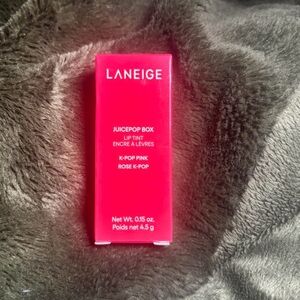 LANEIGE
JUICEPOP BOX
LIP TINT
ENCRE À LÈVRES
K-POP PINK
ROSE K-POP
Net Wt. 0.15 oz.
Poids net 4.5 g